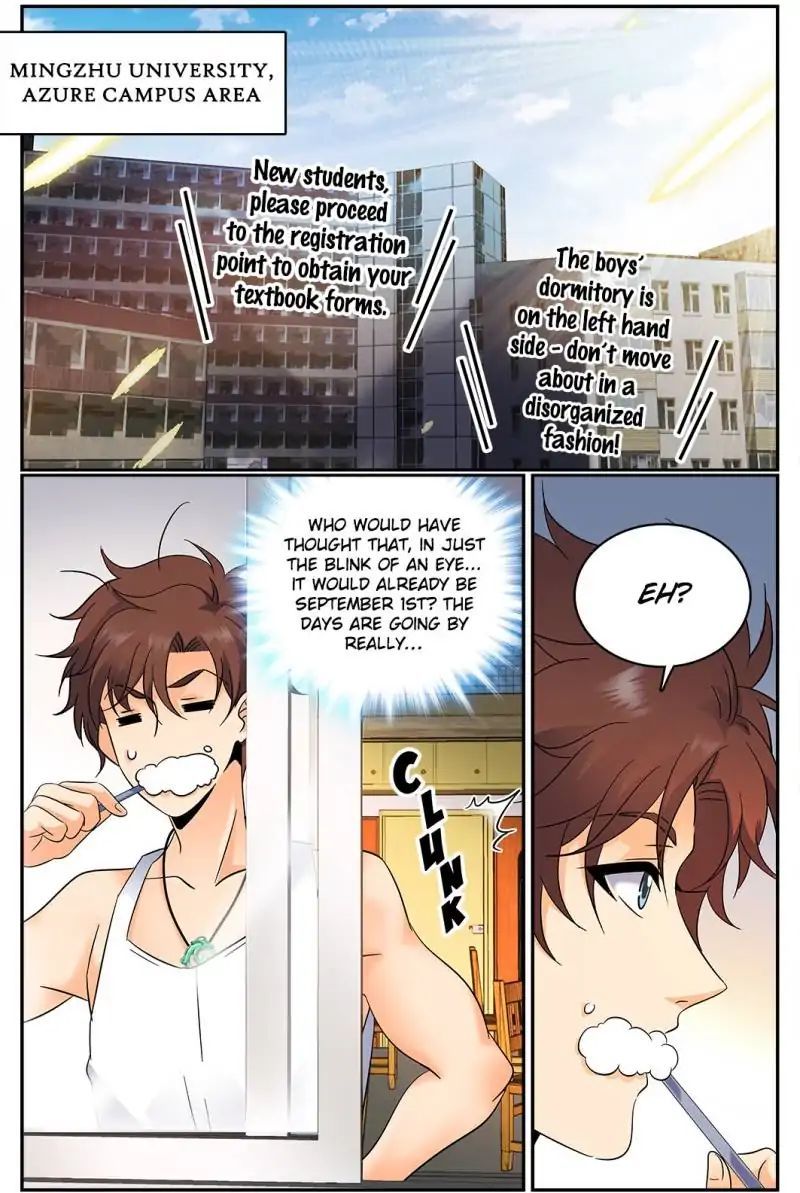 MINGZHU UNIVERSITY,
AZURE CAMPUS AREA
New students,
please proceed
to the registration
point to obtain your
textbook forms.
The boys'
dormitory is
on the left hand
side - don't move
about in a
disorganized
fashion!
WHO WOULD HAVE
THOUGHT THAT, IN JUST
THE BLINK OF AN EYE...
IT WOULD ALREADY BE
SEPTEMBER 1ST? THE
DAYS ARE GOING BY
REALLY...
CLUNK
EH?